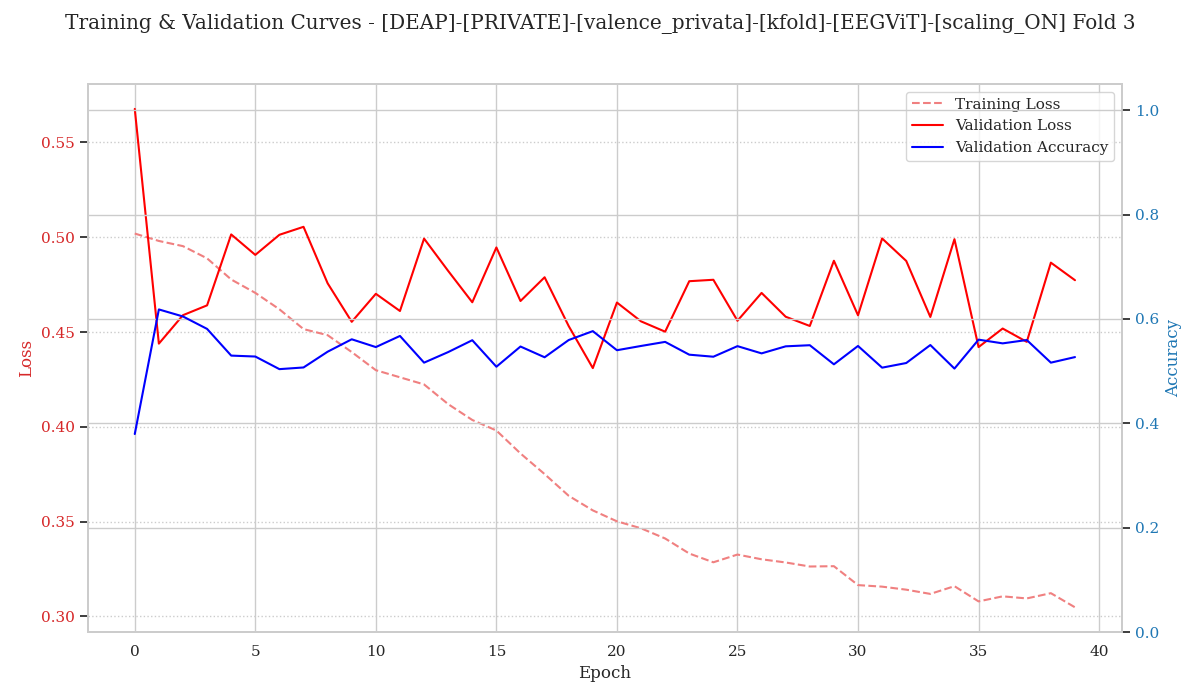 Training & Validation Curves - [DEAP]-[PRIVATE]-[valence_privata]-[kfold]-[EEGViT]-[scaling_ON] Fold 3
Training Loss
Validation Loss
Validation Accuracy
0.55
0.50
0.45
0.40
0.35
0.30
Loss
1.0
0.8
0.6
0.4
0.2
0.0
Accuracy
0 5 10 15 20 25 30 35 40
Epoch